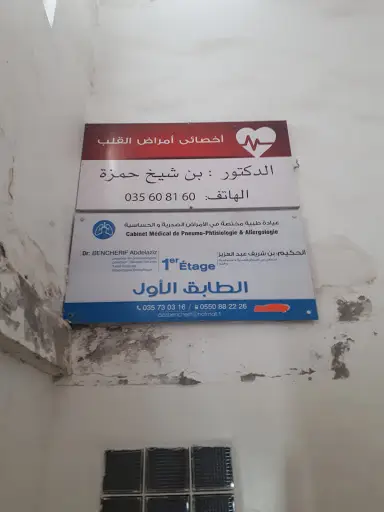 أخصائي أمراض القلب
الدكتور : بن شيخ حمزة
الهاتف: 035 60 81 60
عيادة طبية مختصة في الأمراض الصدرية و الحساسية
Cabinet Médical de Pneumo-Phtisiologie & Allergologie
Dr. BENCHERIF Abdelaziz
الحكيم: بن شريف عبد العزيز
1er Étage
الطابق الأول
035 73 03 16 / 0550 88 22 26